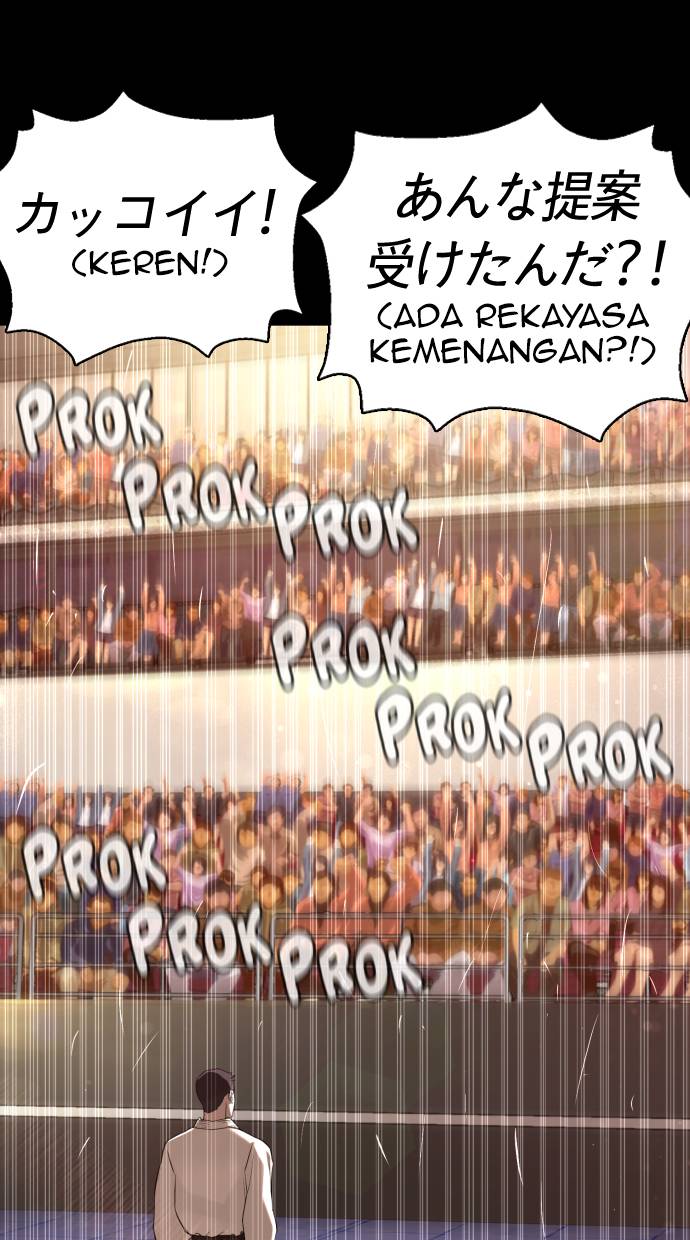 カッコイイ!
(KEREN!)
あんな提案
受けたんだ?!
(ADA REKAYASA
KEMENANGAN?!)
PROK
PROK
PROK
PROK
PROK
PROK
PROK
PROK
PROK